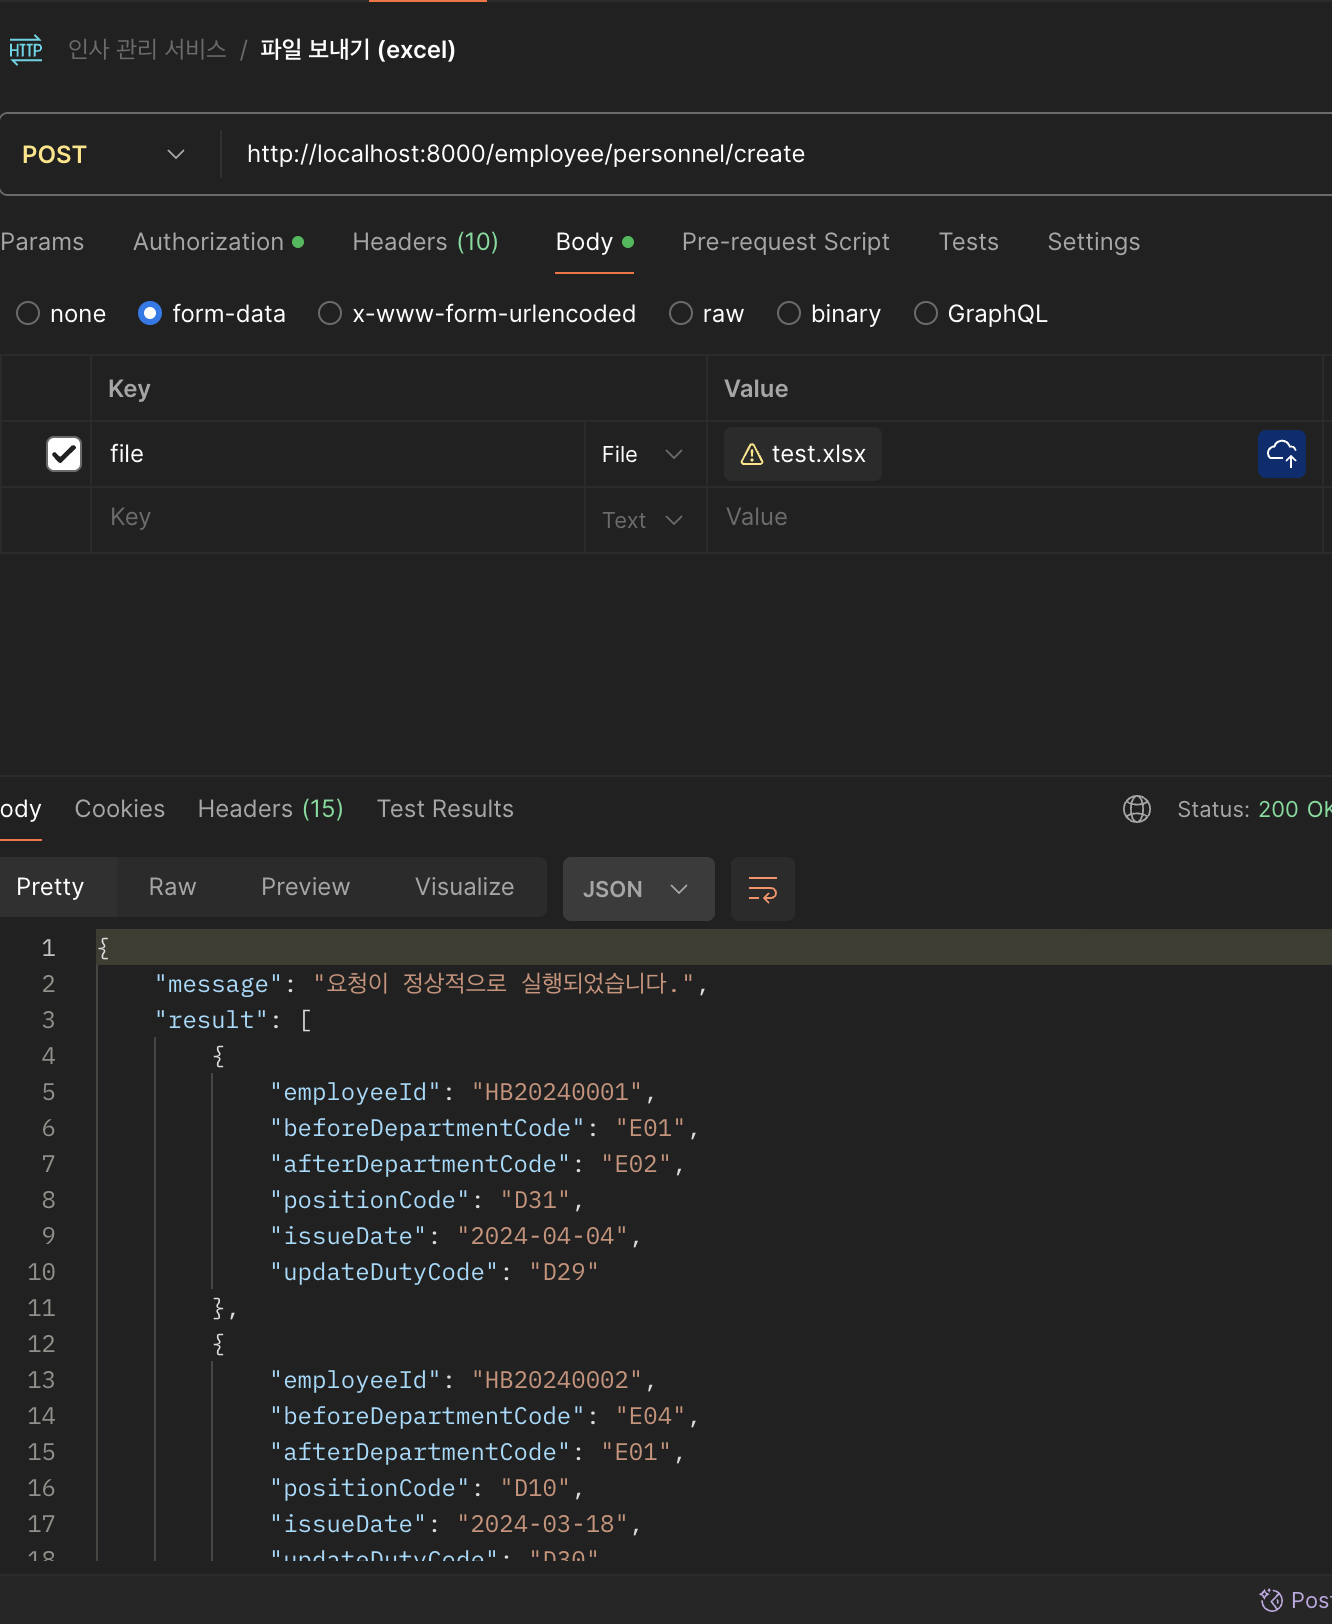 HTTP 인사 관리 서비스 / 파일 보내기 (excel)
POST http://localhost:8000/employee/personnel/create
Params Authorization Headers (10) Body Pre-request Script Tests Settings
none form-data x-www-form-urlencoded raw binary GraphQL
Key Value
file File test.xlsx
Key Text Value
ody Cookies Headers (15) Test Results Status: 200 OK
Pretty Raw Preview Visualize JSON
1 {
2 "message": "요청이 정상적으로 실행되었습니다.",
3 "result": [
4 {
5 "employeeId": "HB20240001",
6 "beforeDepartmentCode": "E01",
7 "afterDepartmentCode": "E02",
8 "positionCode": "D31",
9 "issueDate": "2024-04-04",
10 "updateDutyCode": "D29"
11 },
12 {
13 "employeeId": "HB20240002",
14 "beforeDepartmentCode": "E04",
15 "afterDepartmentCode": "E01",
16 "positionCode": "D10",
17 "issueDate": "2024-03-18",
18 "updateDutyCode": "D30"
Pos